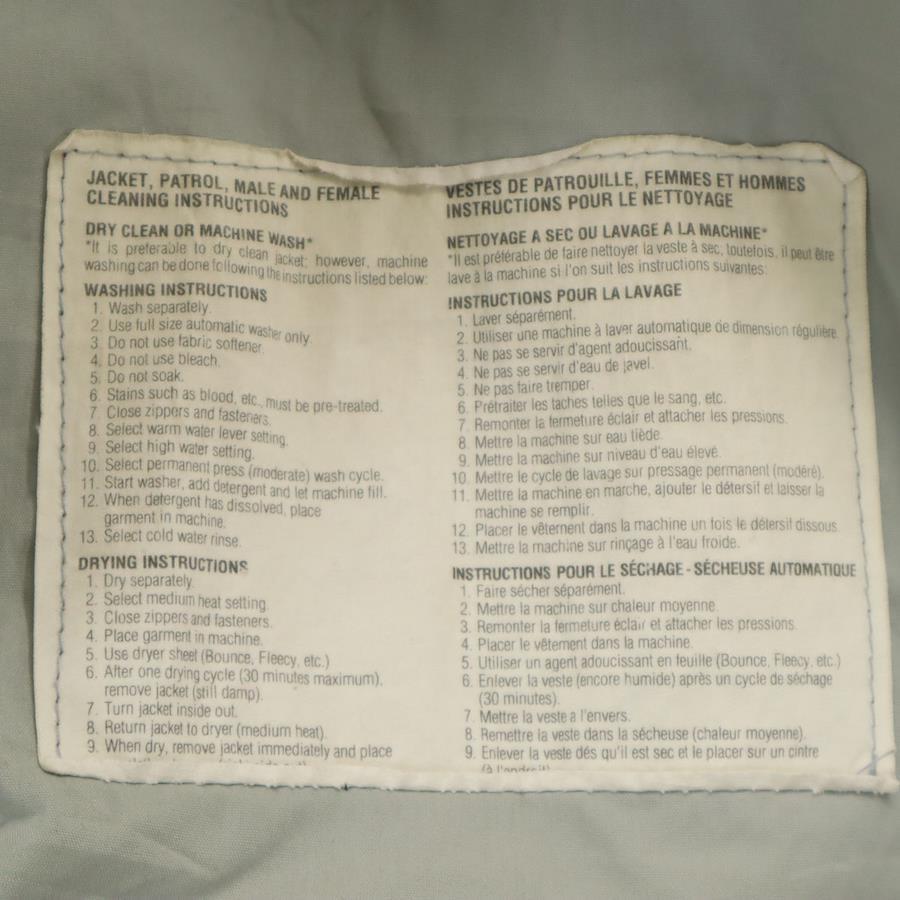 JACKET, PATROL, MALE AND FEMALE
CLEANING INSTRUCTIONS
DRY CLEAN OR MACHINE WASH*
*It is preferable to dry clean jacket; however, machine
washing can be done following the instructions listed below:
WASHING INSTRUCTIONS
1. Wash separately.
2. Use full size automatic washer only.
3. Do not use fabric softener.
4. Do not use bleach.
5. Do not soak.
6. Stains such as blood, etc., must be pre-treated.
7. Close zippers and fasteners.
8. Select warm water lever setting.
9. Select high water setting.
10. Select permanent press (moderate) wash cycle.
11. Start washer, add detergent and let machine fill.
12. When detergent has dissolved, place
garment in machine.
13. Select cold water rinse.
DRYING INSTRUCTIONS
1. Dry separately.
2. Select medium heat setting.
3. Close zippers and fasteners.
4. Place garment in machine.
5. Use dryer sheet (Bounce, Fleecy, etc.)
6. After one drying cycle (30 minutes maximum),
remove jacket (still damp).
7. Turn jacket inside out.
8. Return jacket to dryer (medium heat).
9. When dry, remove jacket immediately and place
VESTES DE PATROUILLE, FEMMES ET HOMMES
INSTRUCTIONS POUR LE NETTOYAGE
NETTOYAGE A SEC OU LAVAGE A LA MACHINE*
*Il est préférable de faire nettoyer la veste à sec, toutefois, il peut être
lave à la machine si l'on suit les instructions suivantes:
INSTRUCTIONS POUR LA LAVAGE
1. Laver séparément.
2. Utiliser une machine à laver automatique de dimension régulière.
3. Ne pas se servir d'agent adoucissant.
4. Ne pas se servir d'eau de javel.
5. Ne pas faire tremper.
6. Prétraiter les taches telles que le sang, etc.
7. Remonter la fermeture éclair et attacher les pressions.
8. Mettre la machine sur eau tiède.
9. Mettre la machine sur niveau d'eau élevé.
10. Mettre le cycle de lavage sur pressage permanent (modéré).
11. Mettre la machine en marche, ajouter le détersif et laisser la
machine se remplir.
12. Placer le vêtement dans la machine un fois le détersif dissous.
13. Mettre la machine sur rinçage à l'eau froide.
INSTRUCTIONS POUR LE SÉCHAGE - SÉCHEUSE AUTOMATIQUE
1. Faire sécher séparément.
2. Mettre la machine sur chaleur moyenne.
3. Remonter la fermeture éclair et attacher les pressions.
4. Placer le vêtement dans la machine.
5. Utiliser un agent adoucissant en feuille (Bounce, Fleecy, etc.)
6. Enlever la veste (encore humide) après un cycle de séchage
(30 minutes).
7. Mettre la veste a l'envers.
8. Remettre la veste dans la sécheuse (chaleur moyenne).
9. Enlever la veste dés qu'il est sec et le placer sur un cintre